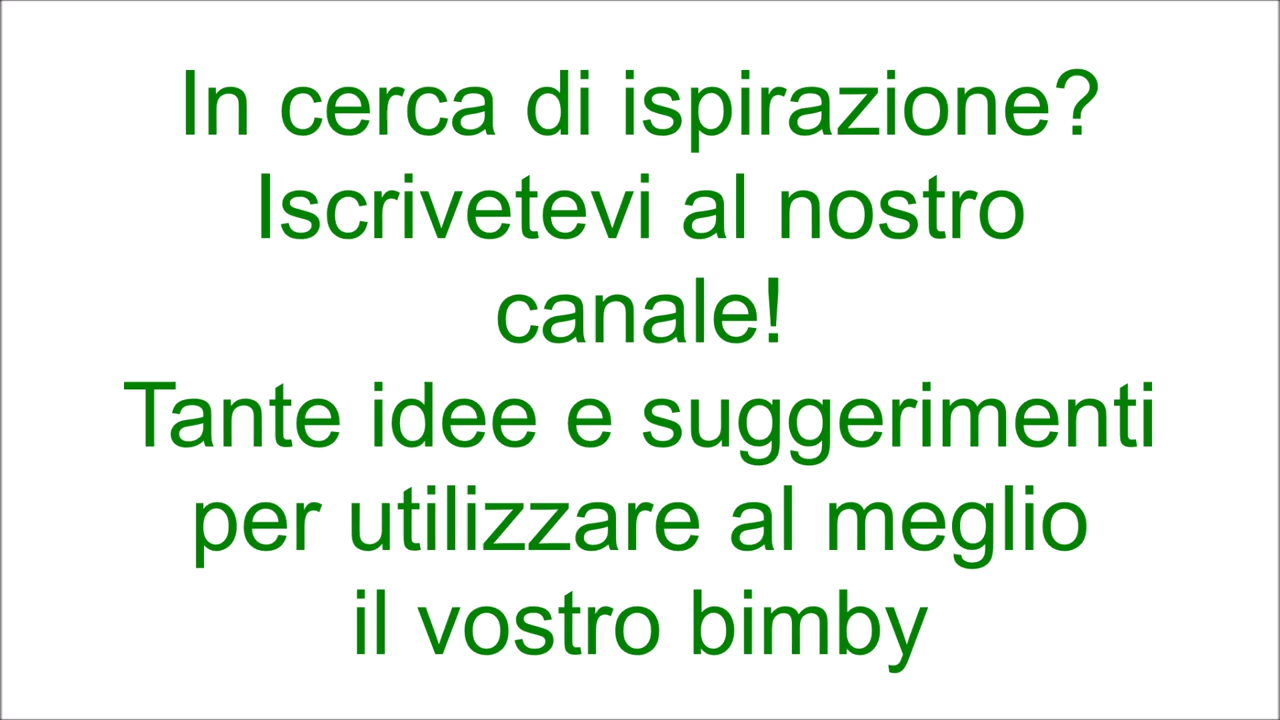 In cerca di ispirazione?
Iscrivetevi al nostro
canale!
Tante idee e suggerimenti
per utilizzare al meglio
il vostro bimby